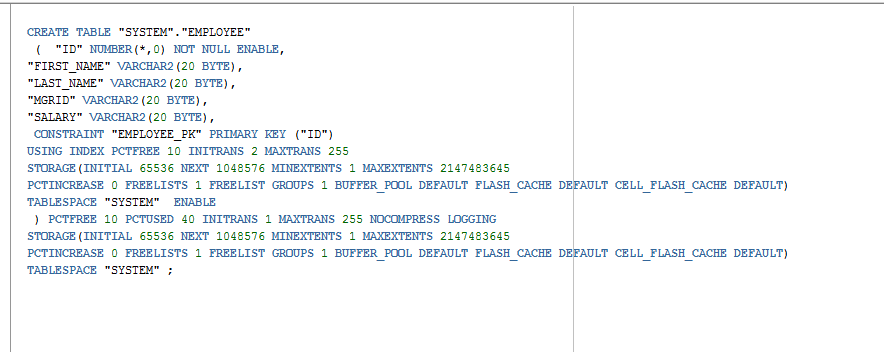 CREATE TABLE "SYSTEM"."EMPLOYEE"
( "ID" NUMBER(*,0) NOT NULL ENABLE,
"FIRST_NAME" VARCHAR2(20 BYTE),
"LAST_NAME" VARCHAR2(20 BYTE),
"MGRID" VARCHAR2(20 BYTE),
"SALARY" VARCHAR2(20 BYTE),
CONSTRAINT "EMPLOYEE_PK" PRIMARY KEY ("ID")
USING INDEX PCTFREE 10 INITRANS 2 MAXTRANS 255
STORAGE(INITIAL 65536 NEXT 1048576 MINEXTENTS 1 MAXEXTENTS 2147483645
PCTINCREASE 0 FREELISTS 1 FREELIST GROUPS 1 BUFFER_POOL DEFAULT FLASH_CACHE DEFAULT CELL_FLASH_CACHE DEFAULT)
TABLESPACE "SYSTEM"  ENABLE
) PCTFREE 10 PCTUSED 40 INITRANS 1 MAXTRANS 255 NOCOMPRESS LOGGING
STORAGE(INITIAL 65536 NEXT 1048576 MINEXTENTS 1 MAXEXTENTS 2147483645
PCTINCREASE 0 FREELISTS 1 FREELIST GROUPS 1 BUFFER_POOL DEFAULT FLASH_CACHE DEFAULT CELL_FLASH_CACHE DEFAULT)
TABLESPACE "SYSTEM" ;